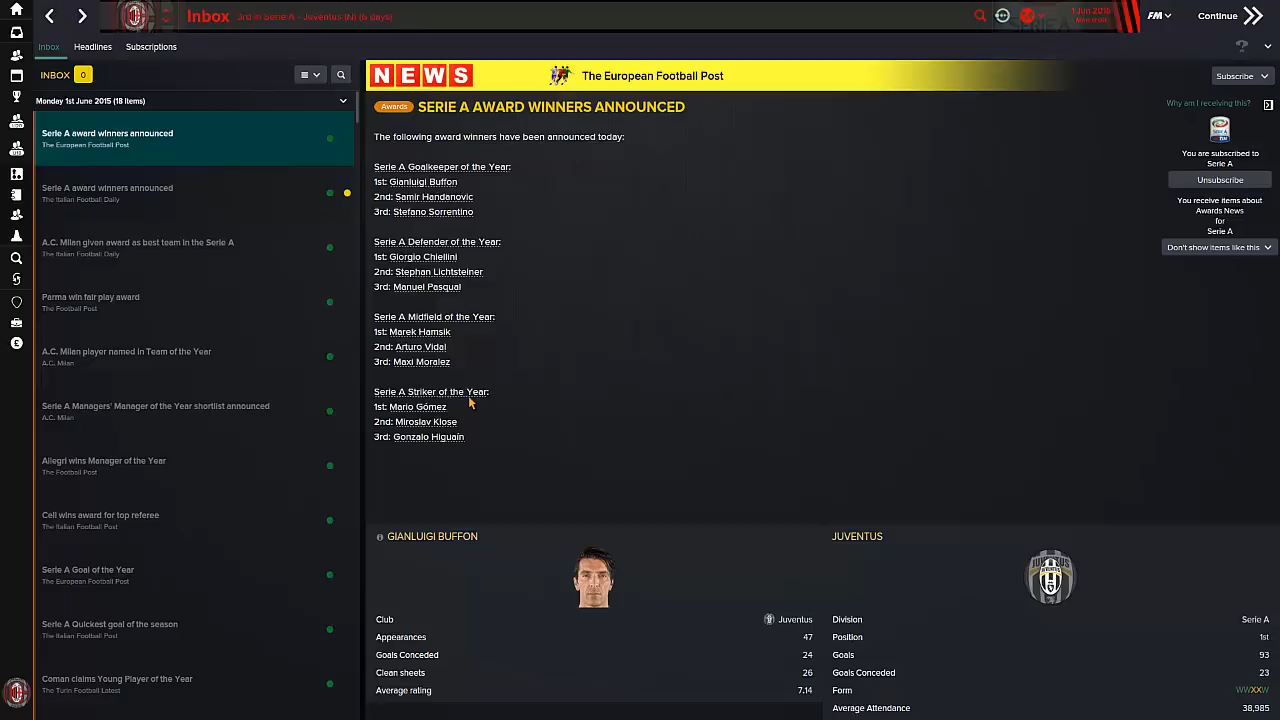 Inbox
3rd in Serie A - Juventus (N) (6 days)
1 Jun 2015
FM
Continue
Inbox Headlines Subscriptions
INBOX 0
Monday 1st June 2015 (18 items)
Serie A award winners announced
The European Football Post
Serie A award winners announced
The Italian Football Daily
A.C. Milan given award as best team in the Serie A
The Italian Football Daily
Parma win fair play award
The Football Post
A.C. Milan player named in Team of the Year
A.C. Milan
Serie A Managers' Manager of the Year shortlist announced
A.C. Milan
Allegri wins Manager of the Year
The Football Post
Cell wins award for top referee
The Italian Football Post
Serie A Goal of the Year
The European Football Post
Serie A Quickest goal of the season
The Italian Football Post
Coman claims Young Player of the Year
The Turin Football Latest
NEWS
The European Football Post
Awards SERIE A AWARD WINNERS ANNOUNCED
The following award winners have been announced today:
Serie A Goalkeeper of the Year:
1st: Gianluigi Buffon
2nd: Samir Handanovic
3rd: Stefano Sorrentino
Serie A Defender of the Year:
1st: Giorgio Chiellini
2nd: Stephan Lichtsteiner
3rd: Manuel Pasqual
Serie A Midfield of the Year:
1st: Marek Hamsik
2nd: Arturo Vidal
3rd: Maxi Moralez
Serie A Striker of the Year:
1st: Mario Gómez
2nd: Miroslav Klose
3rd: Gonzalo Higuaín
GIANLUIGI BUFFON
Club Juventus
Appearances 47
Goals Conceded 24
Clean sheets 26
Average rating 7.14
JUVENTUS
Division Serie A
Position 1st
Goals 93
Goals Conceded 23
Form WWXXW
Average Attendance 38,985
Subscribe
Why am I receiving this?
You are subscribed to
Serie A
Unsubscribe
You receive items about
Awards News
for
Serie A
Don't show items like this